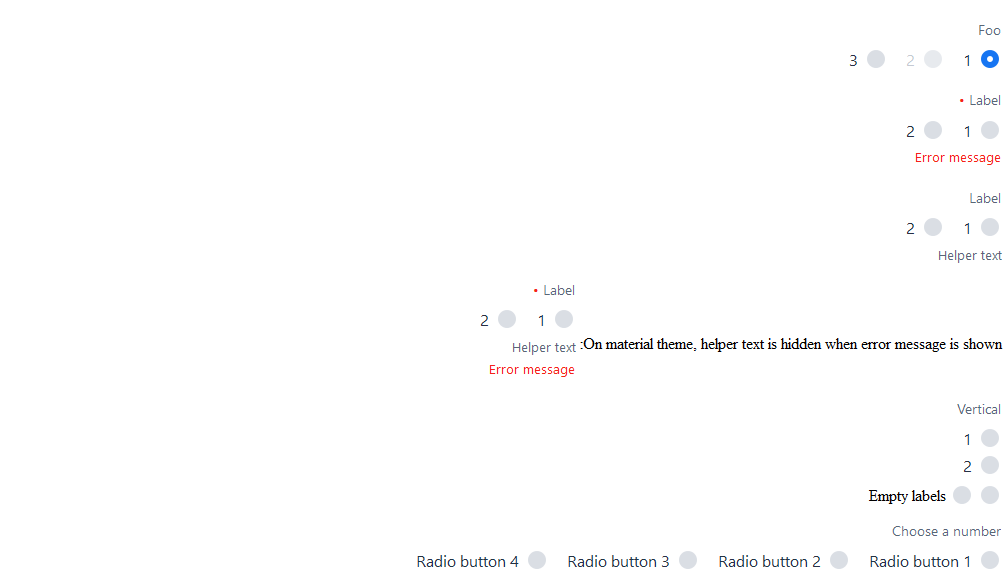 Foo
1 2 3
Label •
1 2
Error message
Label
1 2
Helper text
Label •
1 2
On material theme, helper text is hidden when error message is shown:
Helper text
Error message
Vertical
1
2
Empty labels
Choose a number
Radio button 1 Radio button 2 Radio button 3 Radio button 4